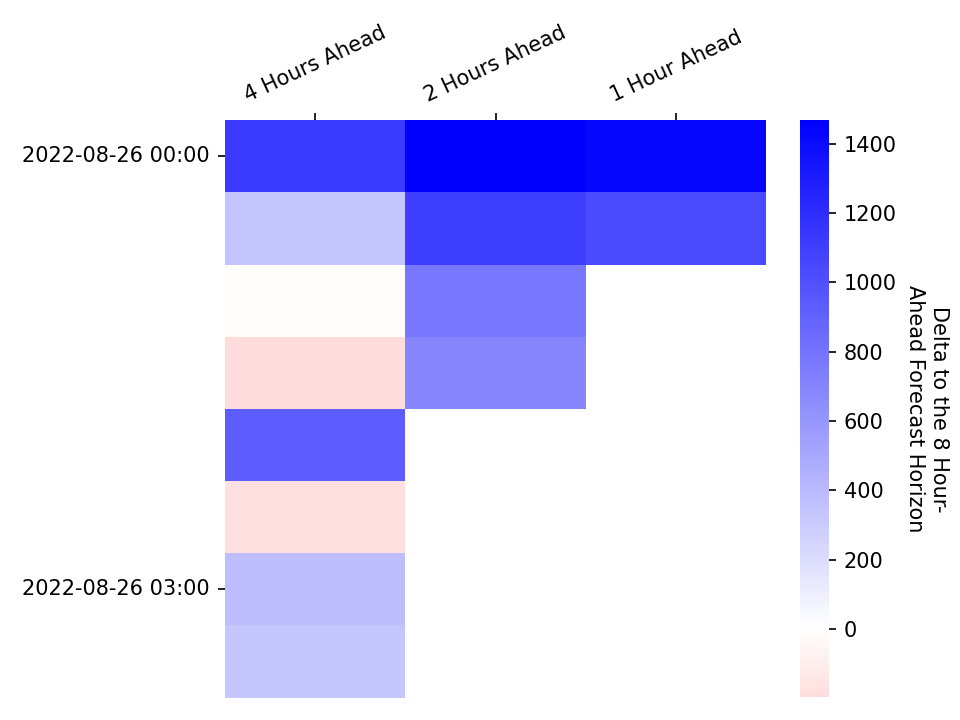 4 Hours Ahead
2 Hours Ahead
1 Hour Ahead
2022-08-26 00:00
2022-08-26 03:00
1400
1200
1000
800
600
400
200
0
Delta to the 8 Hour-
Ahead Forecast Horizon